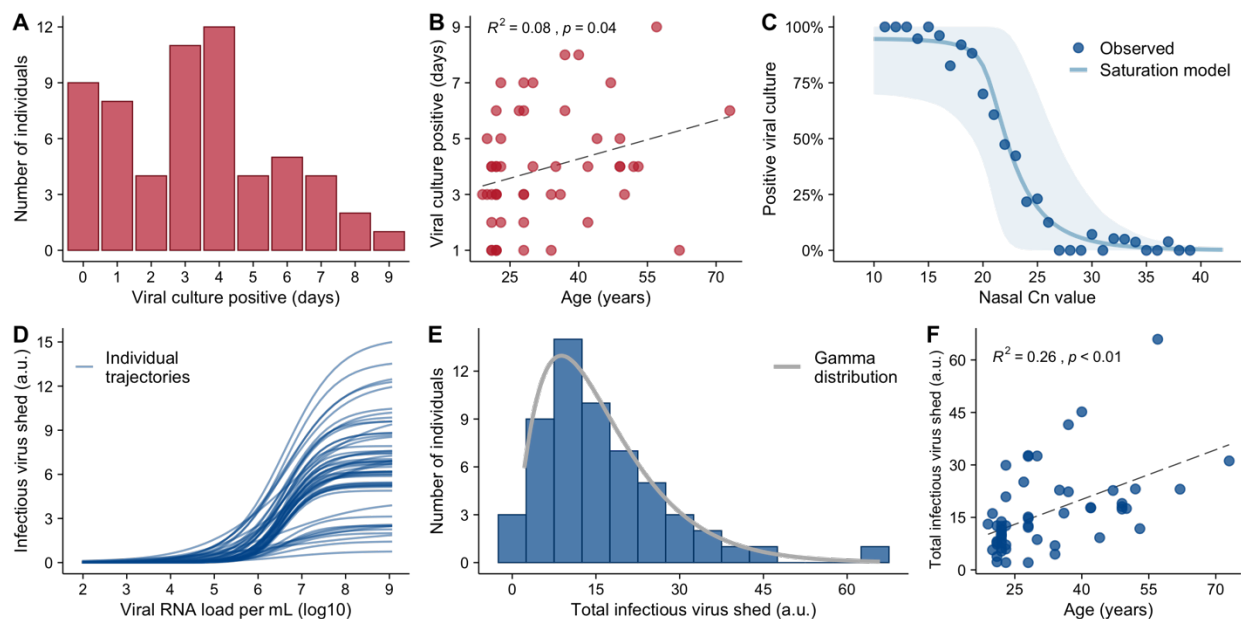 A
12
9
6
3
0
Number of individuals
0 1 2 3 4 5 6 7 8 9
Viral culture positive (days)
B
R² = 0.08 , p = 0.04
9
7
5
3
1
Viral culture positive (days)
25 40 55 70
Age (years)
C
100%
75%
50%
25%
0%
Positive viral culture
Observed
Saturation model
10 15 20 25 30 35 40
Nasal Cn value
D
15
12
9
6
3
0
Infectious virus shed (a.u.)
Individual
trajectories
2 3 4 5 6 7 8 9
Viral RNA load per mL (log10)
E
12
9
6
3
0
Number of individuals
Gamma
distribution
0 15 30 45 60
Total infectious virus shed (a.u.)
F
R² = 0.26 , p < 0.01
60
45
30
15
0
Total infectious virus shed (a.u.)
25 40 55 70
Age (years)